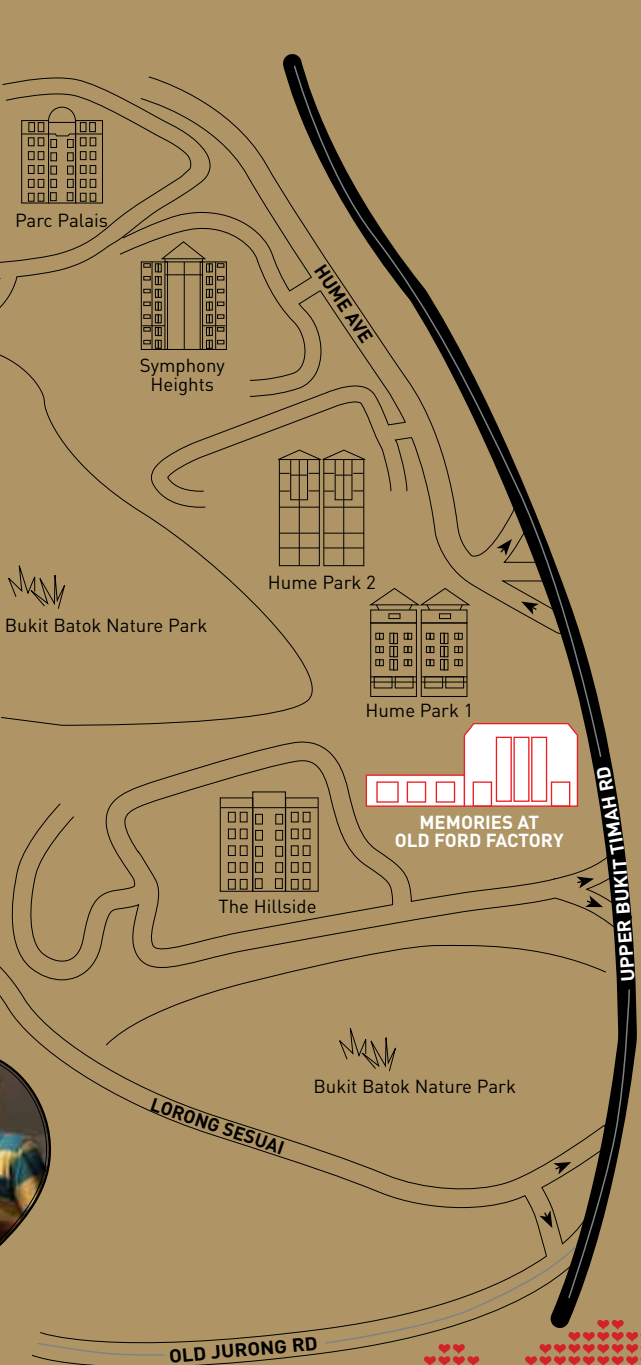 Parc Palais
HUME AVE
Symphony
Heights
Hume Park 2
Bukit Batok Nature Park
Hume Park 1
MEMORIES AT
OLD FORD FACTORY
UPPER BUKIT TIMAH RD
The Hillside
Bukit Batok Nature Park
LORONG SESUAI
OLD JURONG RD